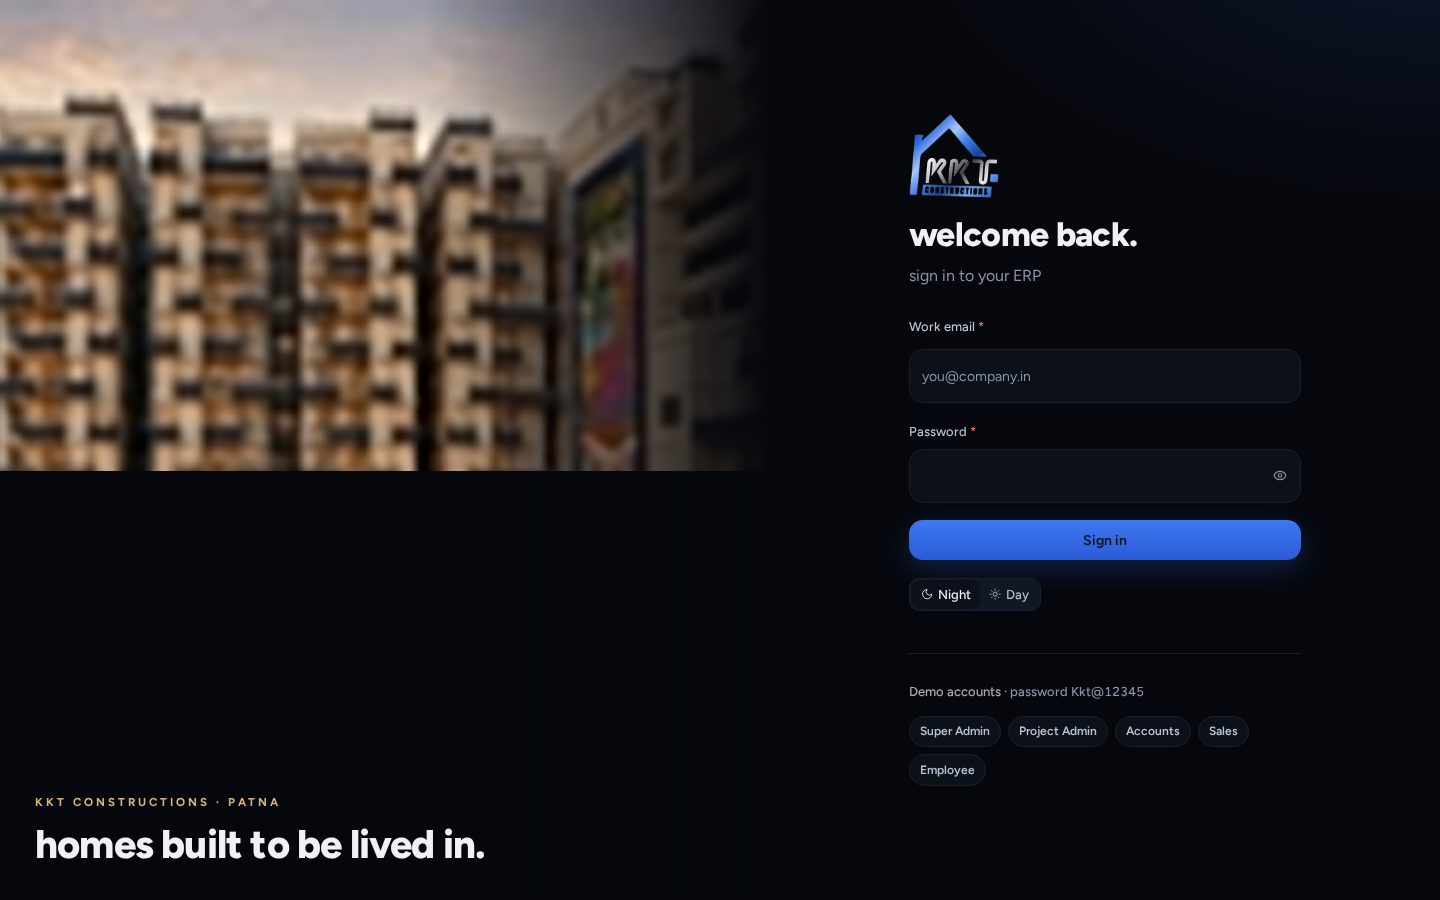 KKT
CONSTRUCTIONS
welcome back.
sign in to your ERP
Work email *
you@company.in
Password *
Sign in
Night
Day
Demo accounts · password Kkt@12345
Super Admin
Project Admin
Accounts
Sales
Employee
KKT CONSTRUCTIONS · PATNA
homes built to be lived in.